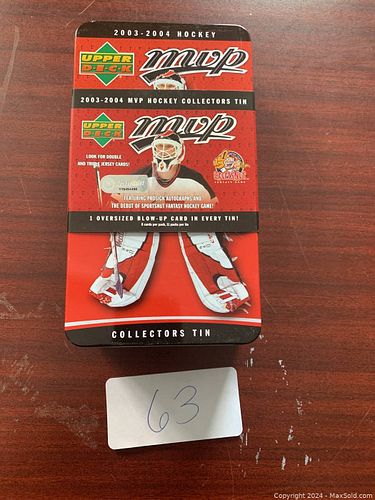 2003-2004 HOCKEY
UPPER DECK
mvp
2003-2004 MVP HOCKEY COLLECTORS TIN
UPPER DECK
mvp
LOOK FOR DOUBLE
AND TRIPLE JERSEY CARDS!
FEATURING PROSIGN AUTOGRAPHS AND
THE DEBUT OF SPORTSNUT FANTASY HOCKEY GAME!
1 OVERSIZED BLOW-UP CARD IN EVERY TIN!
COLLECTORS TIN
63
Copyright 2024 - MaxSold.com